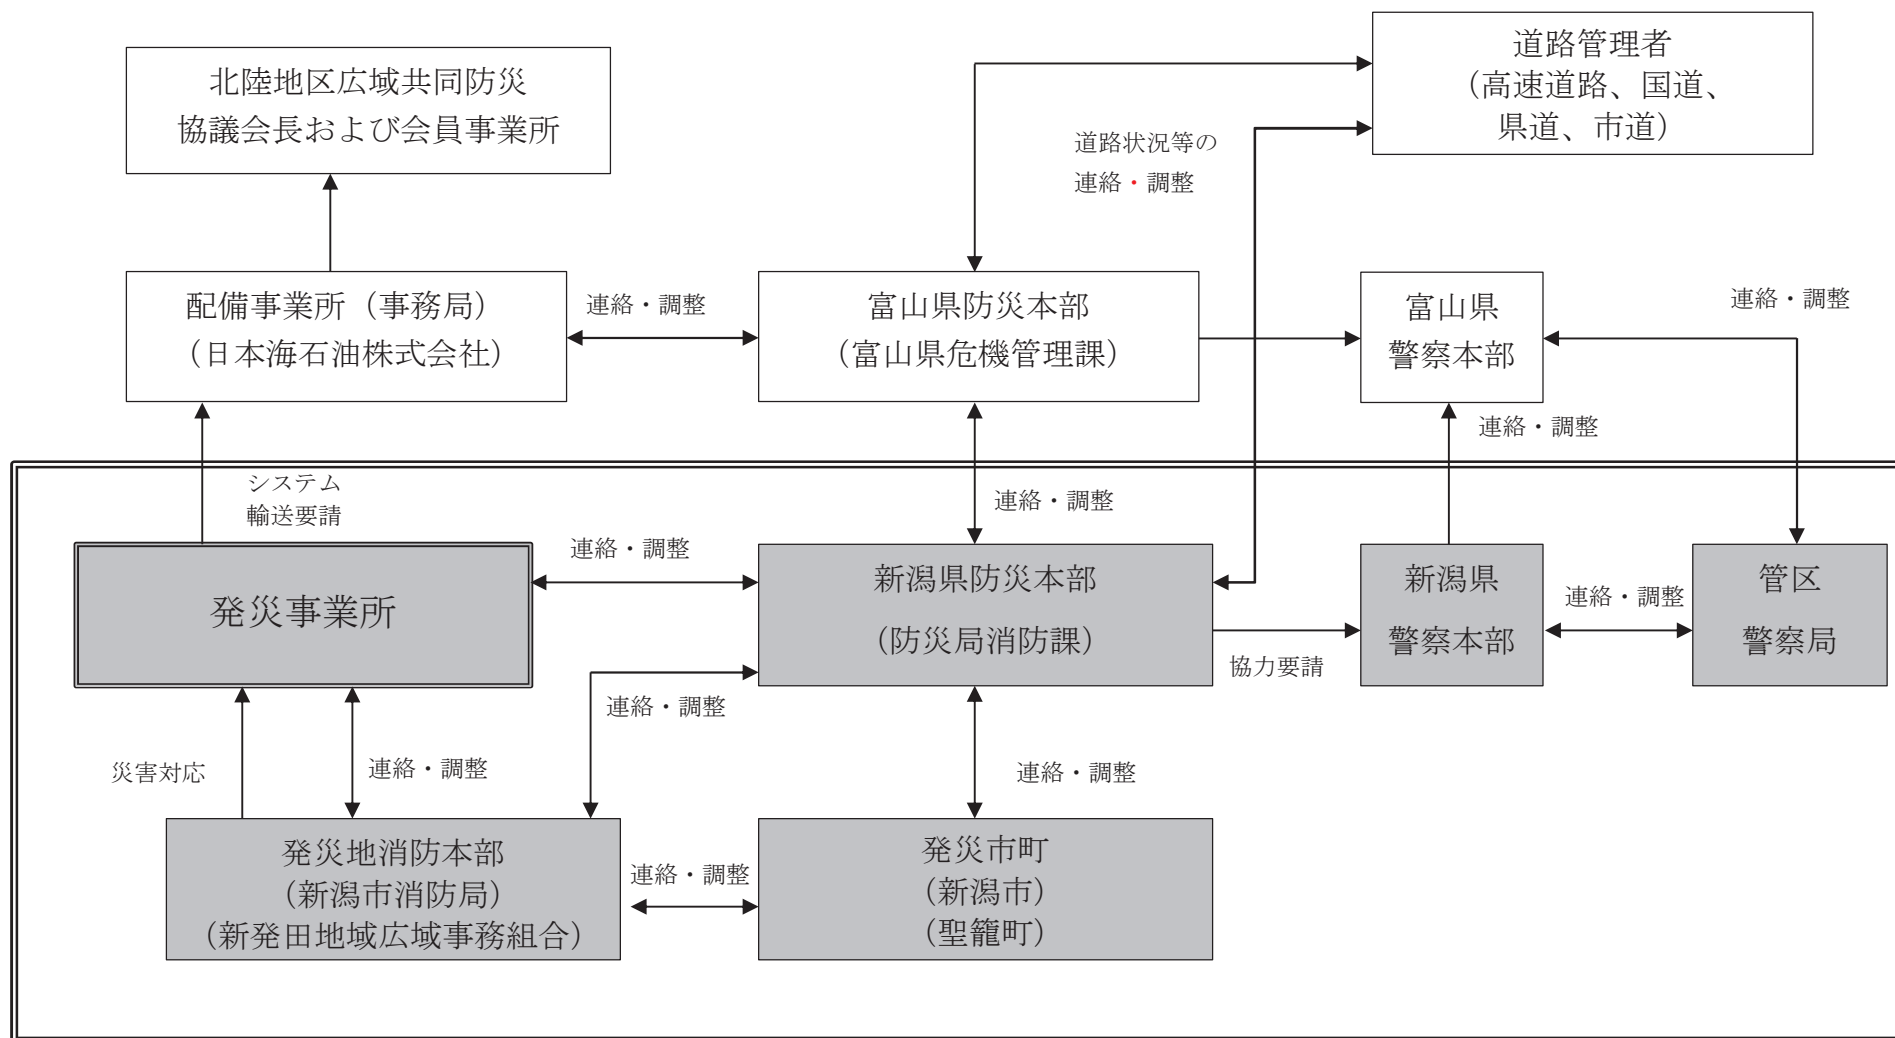 北陸地区広域共同防災
協議会長および会員事業所
道路管理者
（高速道路、国道、
県道、市道）
道路状況等の
連絡・調整
配備事業所（事務局）
（日本海石油株式会社）
連絡・調整
富山県防災本部
（富山県危機管理課）
富山県
警察本部
連絡・調整
連絡・調整
システム
輸送要請
連絡・調整
発災事業所
連絡・調整
新潟県防災本部
（防災局消防課）
協力要請
新潟県
警察本部
連絡・調整
管区
警察局
災害対応
連絡・調整
連絡・調整
連絡・調整
発災地消防本部
（新潟市消防局）
（新発田地域広域事務組合）
連絡・調整
発災市町
（新潟市）
（聖籠町）